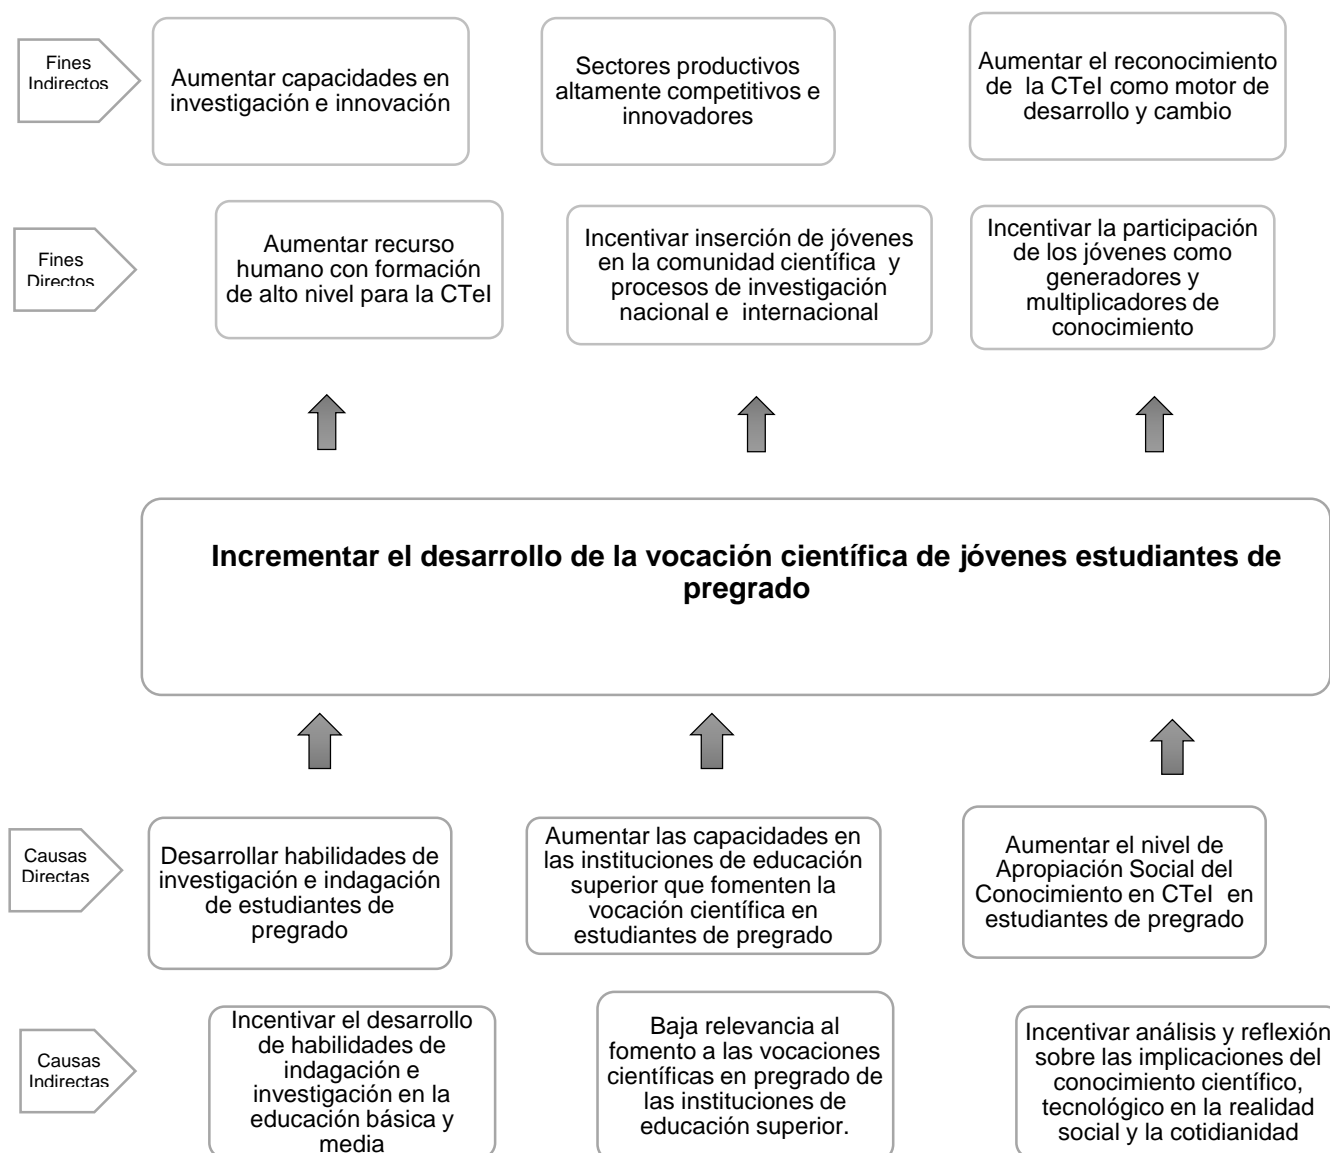 Fines
Indirectos
Aumentar capacidades en
investigación e innovación
Sectores productivos
altamente competitivos e
innovadores
Aumentar el reconocimiento
de la CTeI como motor de
desarrollo y cambio
Fines
Directos
Aumentar recurso
humano con formación
de alto nivel para la CTeI
Incentivar inserción de jóvenes
en la comunidad científica y
procesos de investigación
nacional e internacional
Incentivar la participación
de los jóvenes como
generadores y
multiplicadores de
conocimiento
Incrementar el desarrollo de la vocación científica de jóvenes estudiantes de
pregrado
Causas
Directas
Desarrollar habilidades de
investigación e indagación
de estudiantes de
pregrado
Aumentar las capacidades en
las instituciones de educación
superior que fomenten la
vocación científica en
estudiantes de pregrado
Aumentar el nivel de
Apropiación Social del
Conocimiento en CTeI en
estudiantes de pregrado
Causas
Indirectas
Incentivar el desarrollo
de habilidades de
indagación e
investigación en la
educación básica y
media
Baja relevancia al
fomento a las vocaciones
científicas en pregrado de
las instituciones de
educación superior.
Incentivar análisis y reflexión
sobre las implicaciones del
conocimiento científico,
tecnológico en la realidad
social y la cotidianidad